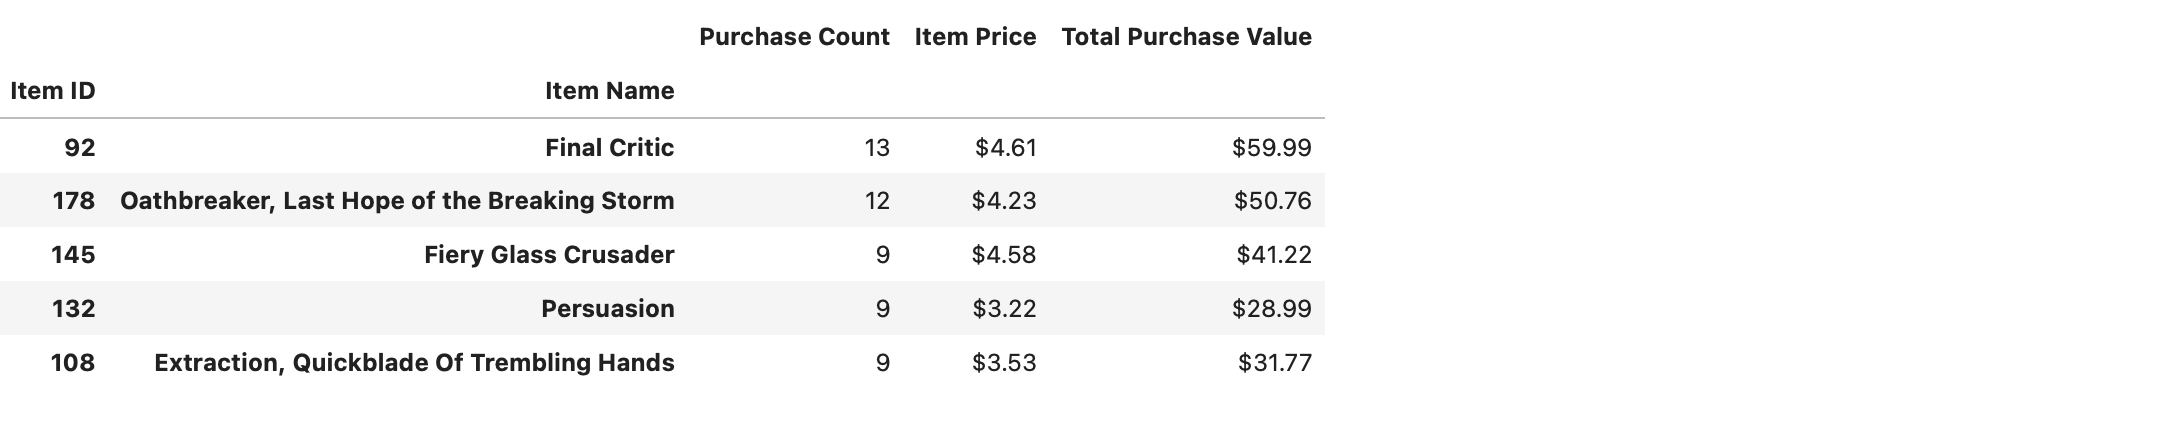 Purchase Count Item Price Total Purchase Value
Item ID Item Name
92 Final Critic 13 $4.61 $59.99
178 Oathbreaker, Last Hope of the Breaking Storm 12 $4.23 $50.76
145 Fiery Glass Crusader 9 $4.58 $41.22
132 Persuasion 9 $3.22 $28.99
108 Extraction, Quickblade Of Trembling Hands 9 $3.53 $31.77